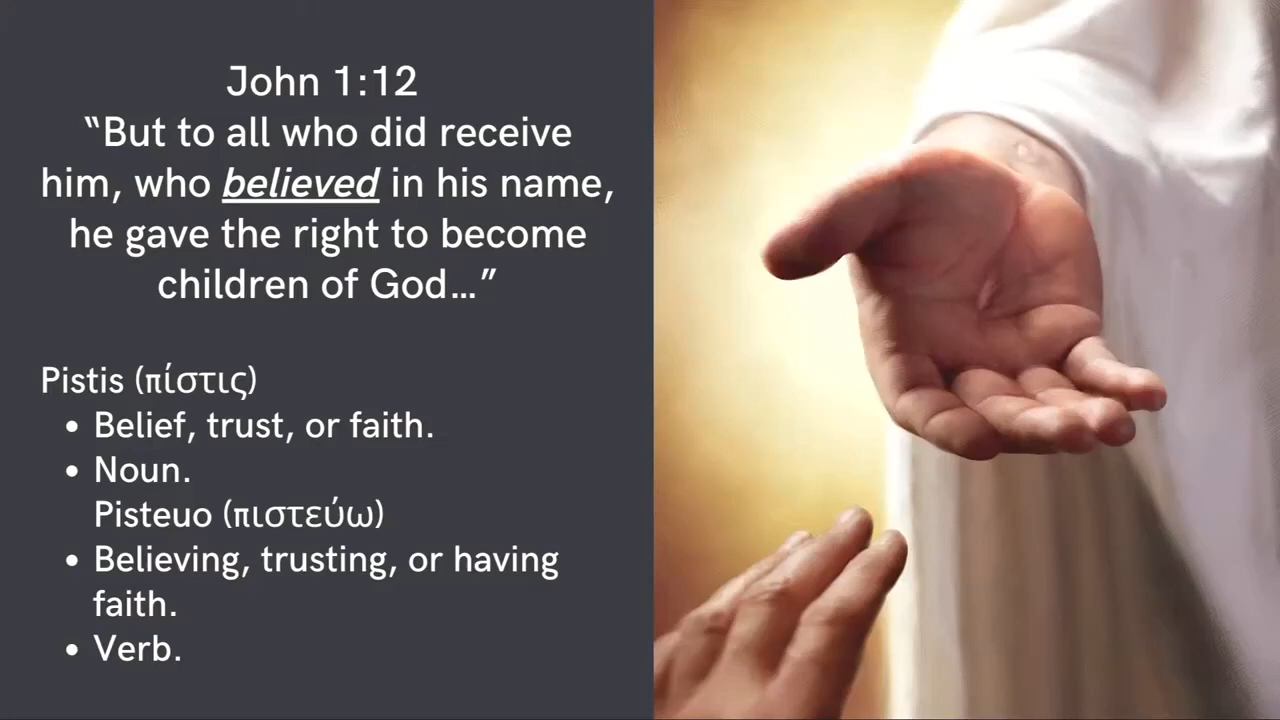 John 1:12
“But to all who did receive
him, who believed in his name,
he gave the right to become
children of God…”
Pistis (πίστις)
• Belief, trust, or faith.
• Noun.
Pisteuo (πιστεύω)
• Believing, trusting, or having
faith.
• Verb.